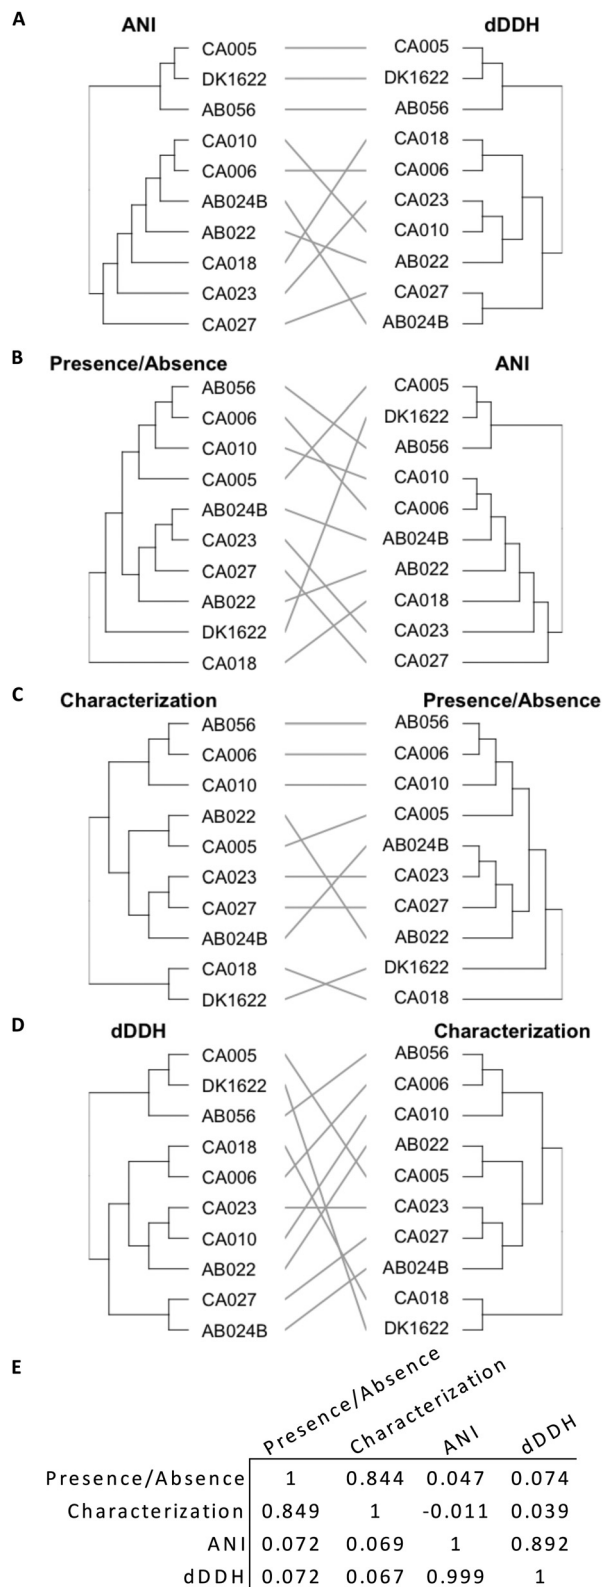 A
ANI dDDH
CA005 CA005
DK1622 DK1622
AB056 AB056
CA010 CA018
CA006 CA006
AB024B CA023
AB022 CA010
CA018 AB022
CA023 CA027
CA027 AB024B
B
Presence/Absence ANI
AB056 CA005
CA006 DK1622
CA010 AB056
CA005 CA010
AB024B CA006
CA023 AB024B
CA027 AB022
AB022 CA018
DK1622 CA023
CA018 CA027
C
Characterization Presence/Absence
AB056 AB056
CA006 CA006
CA010 CA010
AB022 CA005
CA005 AB024B
CA023 CA023
CA027 CA027
AB024B AB022
CA018 DK1622
DK1622 CA018
D
dDDH Characterization
CA005 AB056
DK1622 CA006
AB056 CA010
CA018 AB022
CA006 CA005
CA023 CA023
CA010 CA027
AB022 AB024B
CA027 CA018
AB024B DK1622
E
Presence/Absence Characterization ANI dDDH
Presence/Absence 1 0.844 0.047 0.074
Characterization 0.849 1 -0.011 0.039
ANI 0.072 0.069 1 0.892
dDDH 0.072 0.067 0.999 1